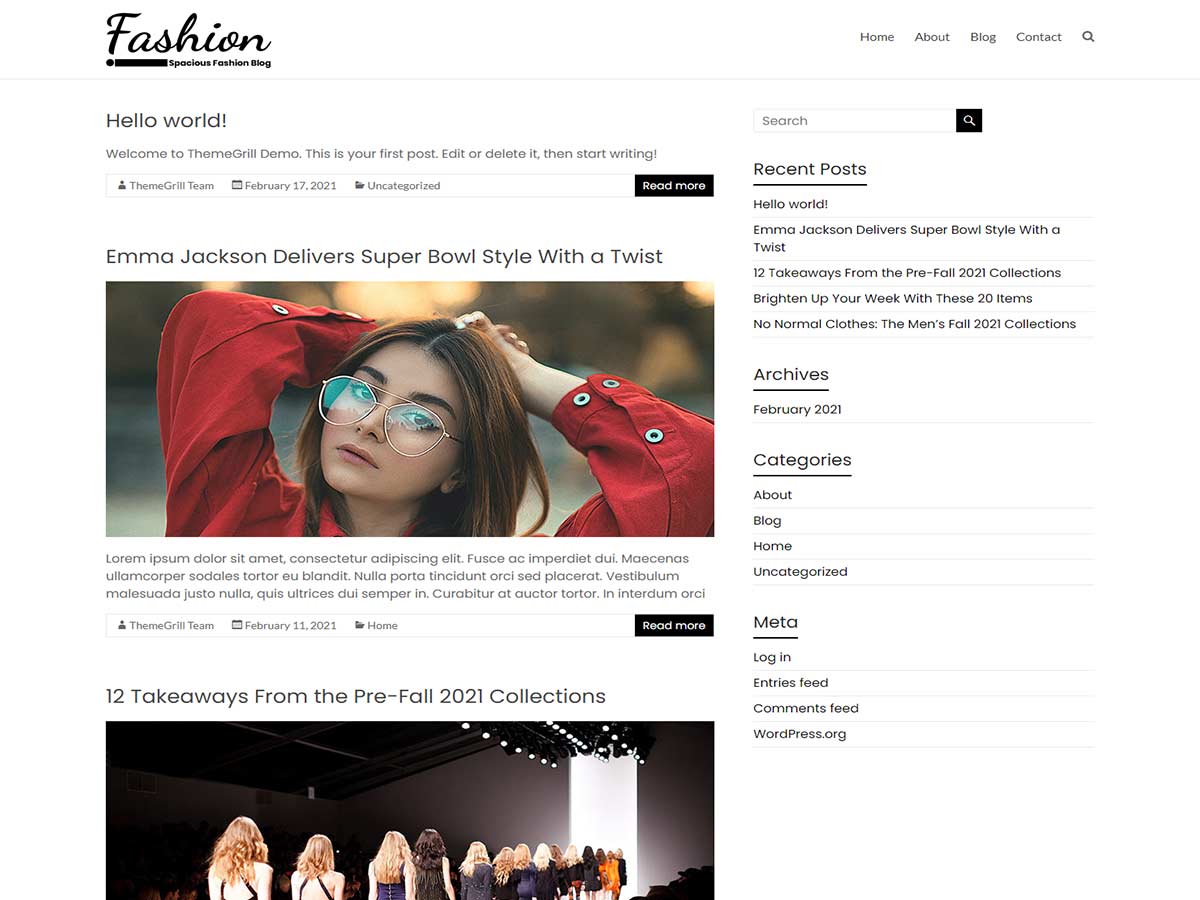 Fashion
Spacious Fashion Blog
Home About Blog Contact
Hello world!
Welcome to ThemeGrill Demo. This is your first post. Edit or delete it, then start writing!
ThemeGrill Team February 17, 2021 Uncategorized Read more
Emma Jackson Delivers Super Bowl Style With a Twist
Lorem ipsum dolor sit amet, consectetur adipiscing elit. Fusce ac imperdiet dui. Maecenas
ullamcorper sodales tortor eu blandit. Nulla porta tincidunt orci sed placerat. Vestibulum
malesuada justo nulla, quis ultrices dui semper in. Curabitur at auctor tortor. In interdum orci
ThemeGrill Team February 11, 2021 Home Read more
12 Takeaways From the Pre-Fall 2021 Collections
Search
Recent Posts
Hello world!
Emma Jackson Delivers Super Bowl Style With a
Twist
12 Takeaways From the Pre-Fall 2021 Collections
Brighten Up Your Week With These 20 Items
No Normal Clothes: The Men’s Fall 2021 Collections
Archives
February 2021
Categories
About
Blog
Home
Uncategorized
Meta
Log in
Entries feed
Comments feed
WordPress.org